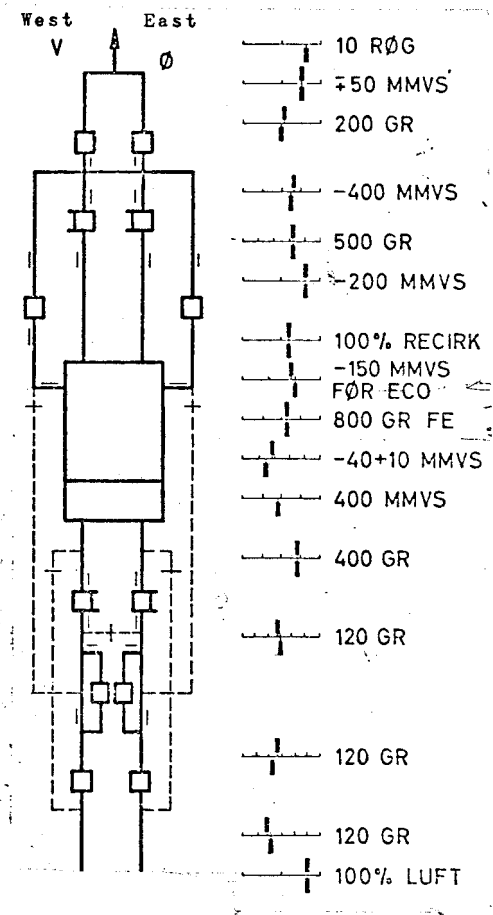 West East
V Ø
10 RØG
∓50 MMVS
200 GR
-400 MMVS
500 GR
-200 MMVS
100% RECIRK
-150 MMVS
FØR ECO
800 GR FE
-40+10 MMVS
400 MMVS
400 GR
120 GR
120 GR
120 GR
100% LUFT